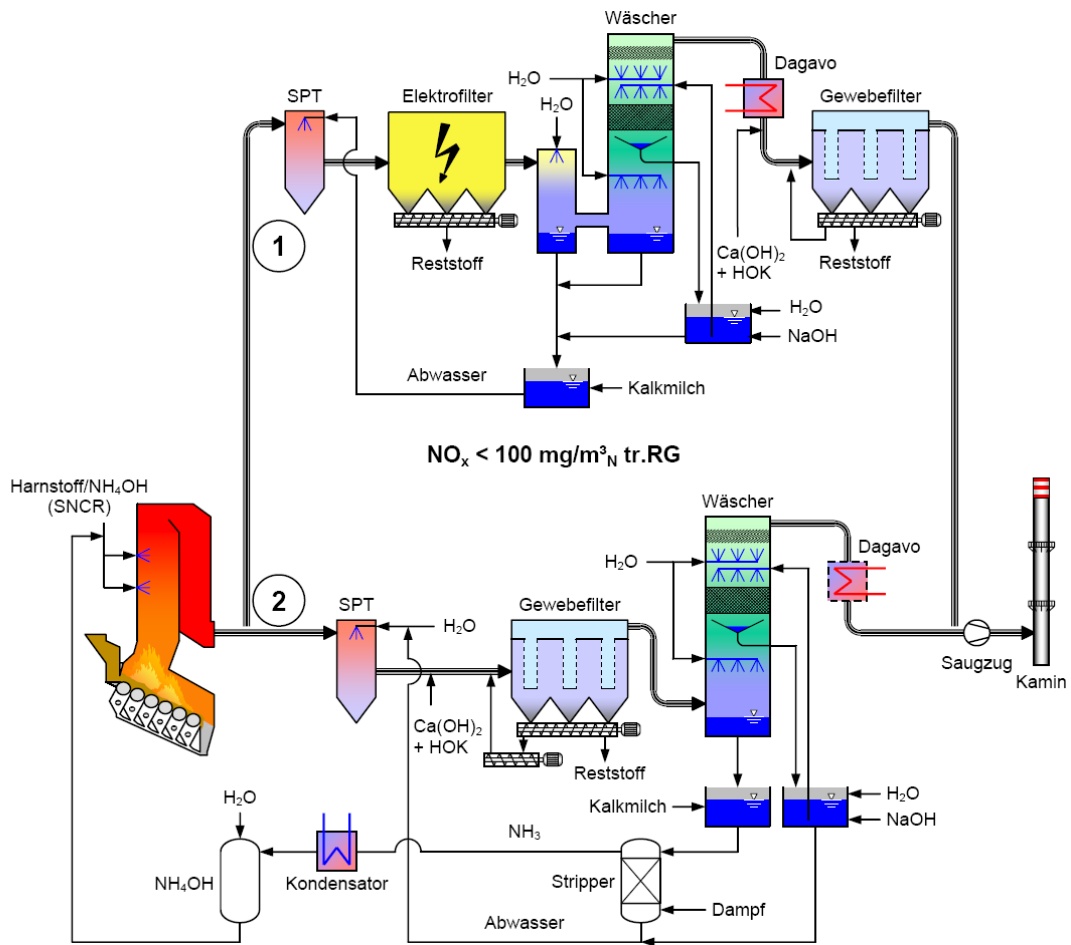 Wäscher
Dagavo
H₂O
SPT
Elektrofilter
H₂O
Gewebefilter
1
Reststoff
Ca(OH)₂
+ HOK
Reststoff
H₂O
NaOH
Abwasser
Kalkmilch
NOₓ < 100 mg/m³N tr.RG
Harnstoff/NH₄OH
(SNCR)
Wäscher
Dagavo
H₂O
2
SPT
H₂O
Gewebefilter
Saugzug
Kamin
Ca(OH)₂
+ HOK
Reststoff
Kalkmilch
H₂O
NaOH
H₂O
NH₃
NH₄OH
Kondensator
Stripper
Dampf
Abwasser